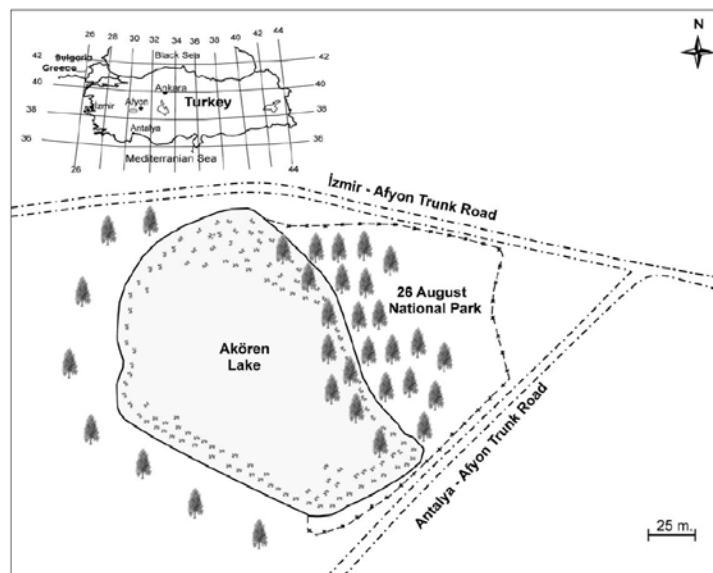 26 28 30 32 34 36 38 40 42 44
42
Bulgaria
Greece
40
38
36
Black Sea
Ankara
Afyon
İzmir
Turkey
Antalya
Mediterranean Sea
42
40
38
36
26
44
N
İzmir - Afyon Trunk Road
26 August
National Park
Akören
Lake
Antalya - Afyon Trunk Road
25 m.